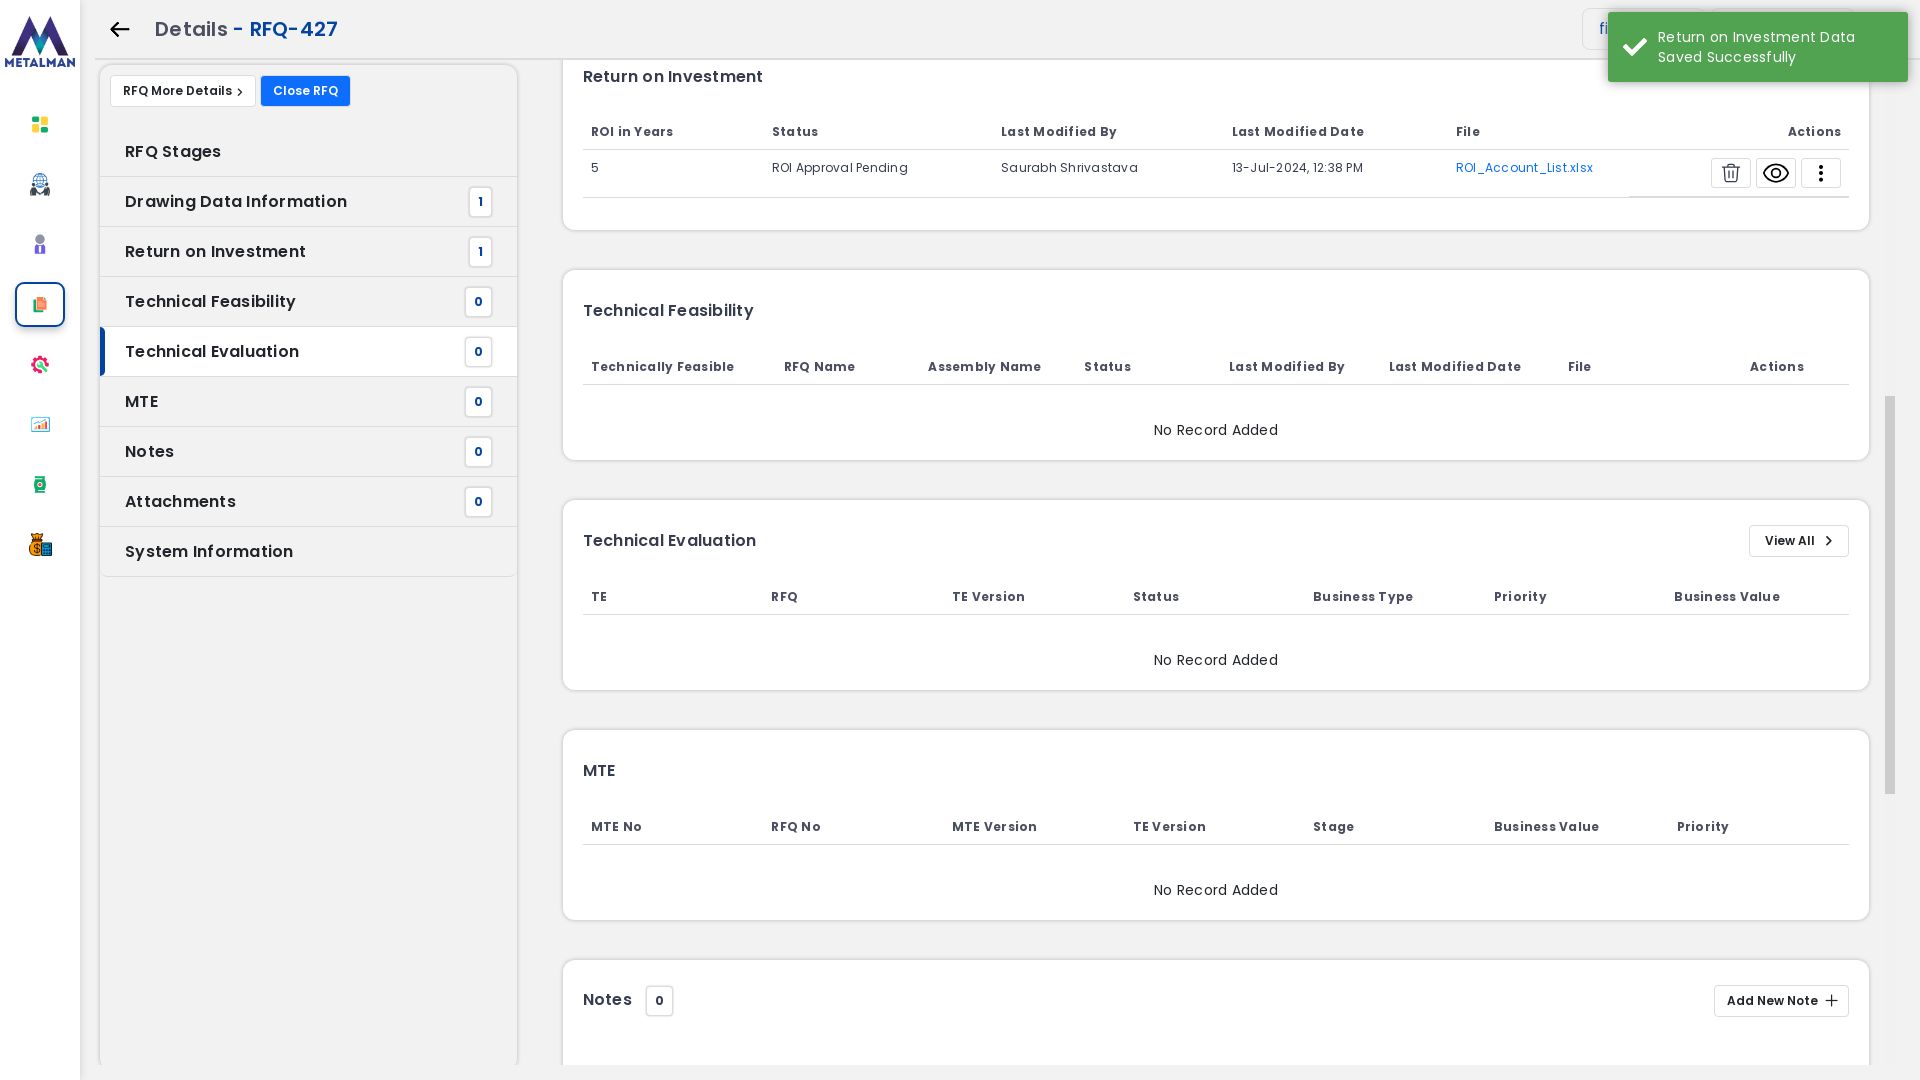 METALMAN
Details - RFQ-427
fi
Return on Investment Data
Saved Successfully
RFQ More Details
Close RFQ
RFQ Stages
Drawing Data Information 1
Return on Investment 1
Technical Feasibility 0
Technical Evaluation 0
MTE 0
Notes 0
Attachments 0
System Information
Return on Investment
ROI in Years Status Last Modified By Last Modified Date File Actions
5 ROI Approval Pending Saurabh Shrivastava 13-Jul-2024, 12:38 PM ROI_Account_List.xlsx
Technical Feasibility
Technically Feasible RFQ Name Assembly Name Status Last Modified By Last Modified Date File Actions
No Record Added
Technical Evaluation
View All
TE RFQ TE Version Status Business Type Priority Business Value
No Record Added
MTE
MTE No RFQ No MTE Version TE Version Stage Business Value Priority
No Record Added
Notes 0
Add New Note